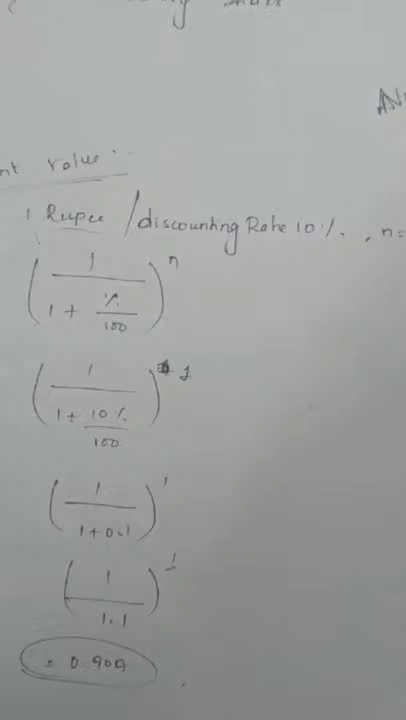 value :-
1 Rupee / discounting Rate 10 %. , n=
( 1 / 1 + % / 100 )^n
( 1 / 1 + 10 % / 100 )^1
( 1 / 1 + 0.1 )^1
( 1 / 1.1 )^1
= 0.909